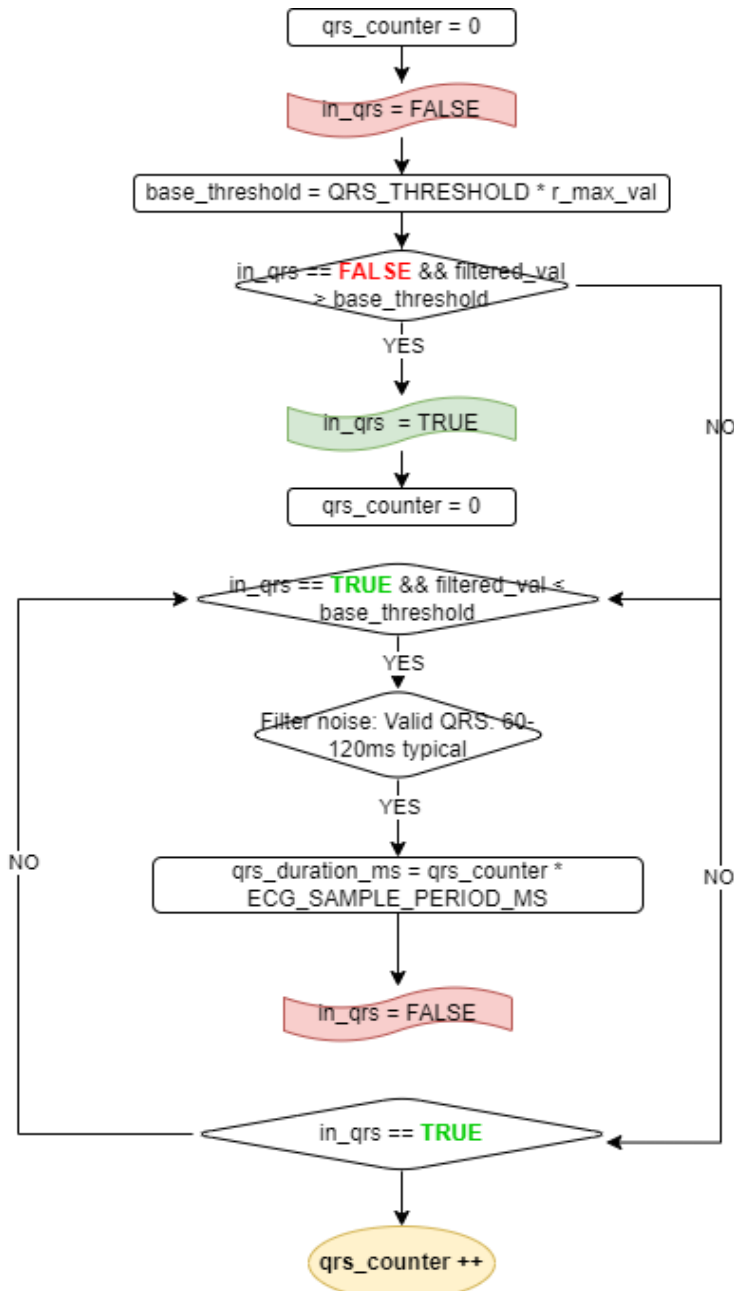 qrs_counter = 0
in_qrs = FALSE
base_threshold = QRS_THRESHOLD * r_max_val
in_qrs == FALSE && filtered_val
> base_threshold
YES
in_qrs = TRUE
NO
qrs_counter = 0
in_qrs == TRUE && filtered_val <
base_threshold
YES
Filter noise: Valid QRS: 60-
120ms typical
YES
NO
NO
qrs_duration_ms = qrs_counter *
ECG_SAMPLE_PERIOD_MS
in_qrs = FALSE
in_qrs == TRUE
qrs_counter ++